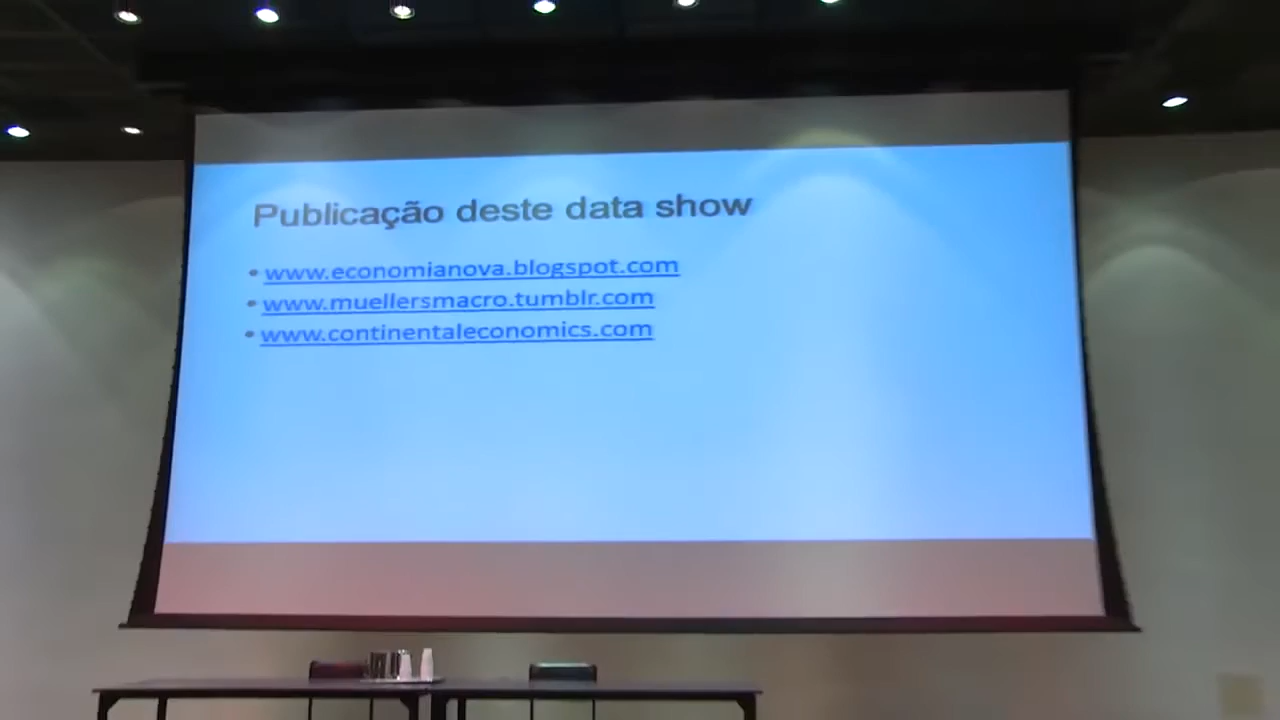 Publicação deste data show
• www.economianova.blogspot.com
• www.muellersmacro.tumblr.com
• www.continentaleconomics.com